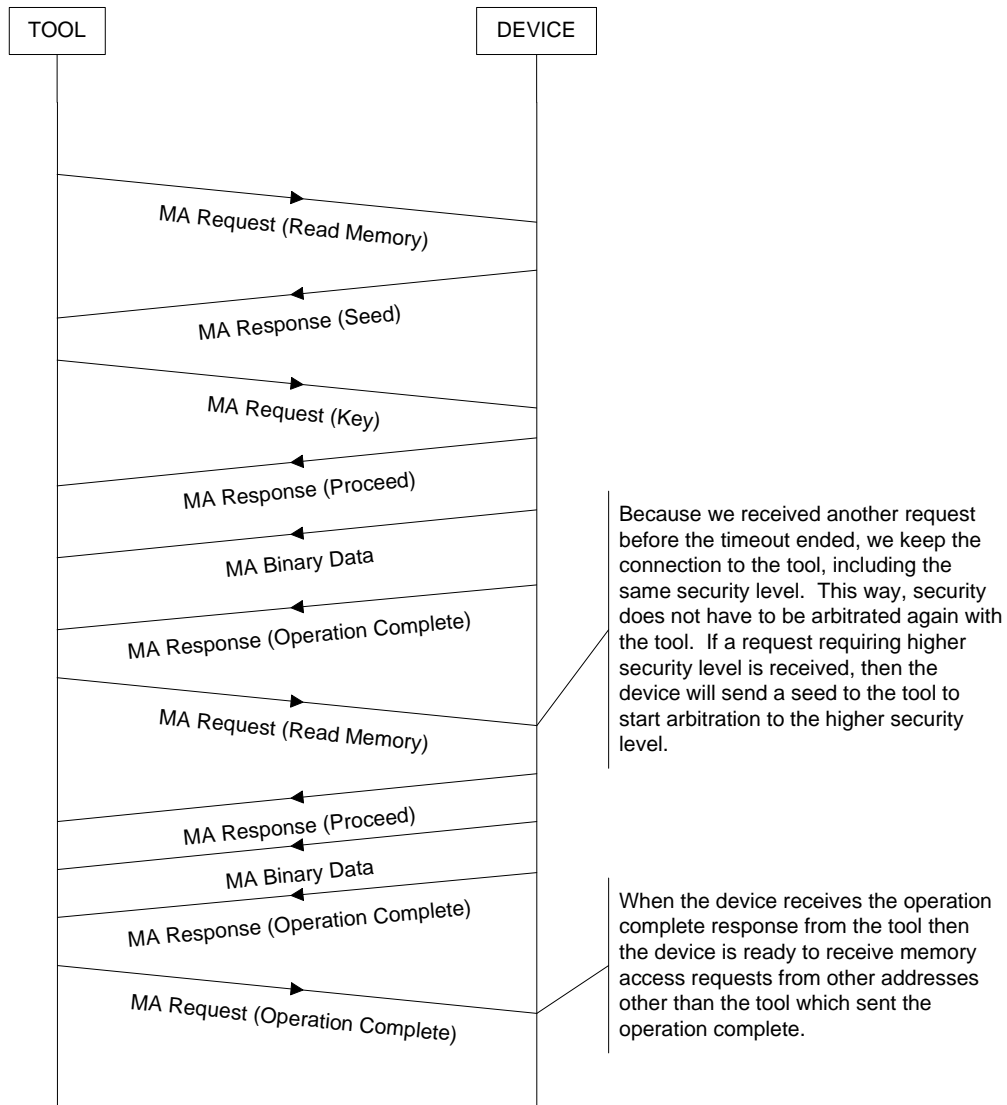 TOOL
DEVICE
MA Request (Read Memory)
MA Response (Seed)
MA Request (Key)
MA Response (Proceed)
MA Binary Data
MA Response (Operation Complete)
MA Request (Read Memory)
Because we received another request
before the timeout ended, we keep the
connection to the tool, including the
same security level.  This way, security
does not have to be arbitrated again with
the tool.  If a request requiring higher
security level is received, then the
device will send a seed to the tool to
start arbitration to the higher security
level.
MA Response (Proceed)
MA Binary Data
MA Response (Operation Complete)
MA Request (Operation Complete)
When the device receives the operation
complete response from the tool then
the device is ready to receive memory
access requests from other addresses
other than the tool which sent the
operation complete.